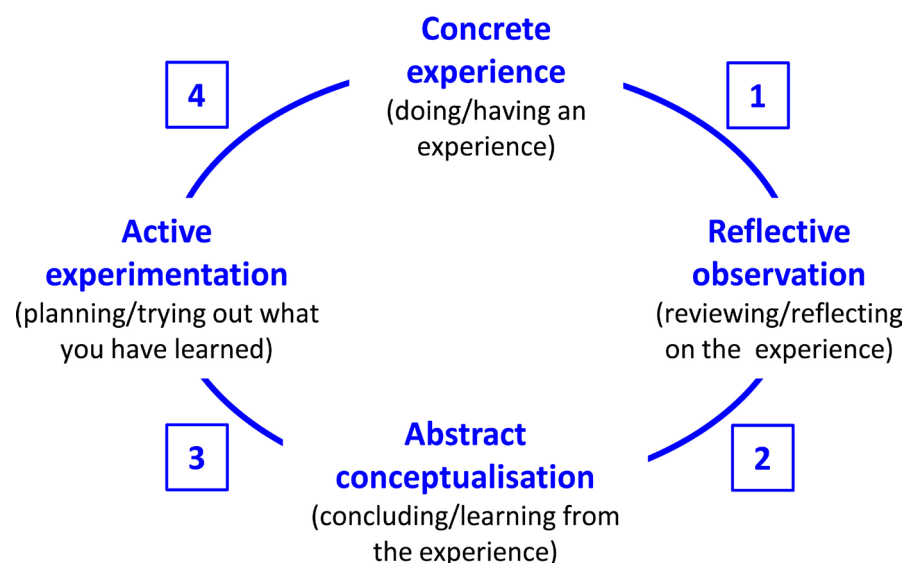 Concrete
experience
(doing/having an
experience)
4
1
Active
experimentation
(planning/trying out what
you have learned)
Reflective
observation
(reviewing/reflecting
on the experience)
3
2
Abstract
conceptualisation
(concluding/learning from
the experience)